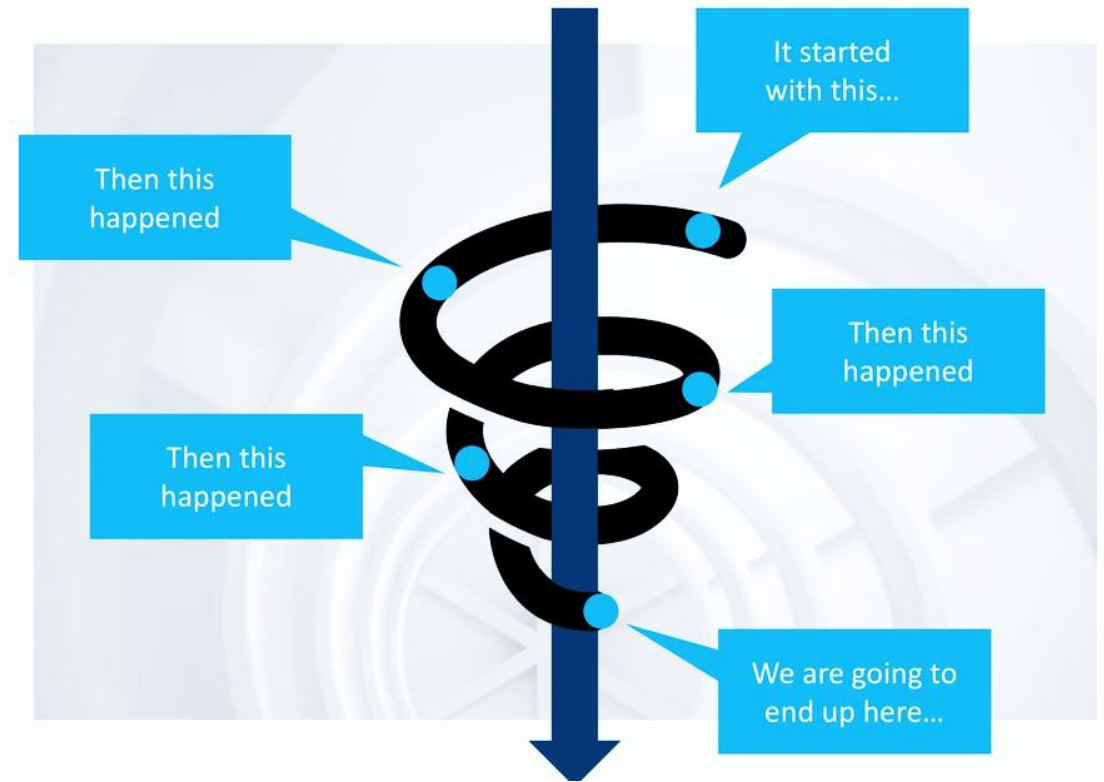 It started
with this…
Then this
happened
Then this
happened
Then this
happened
We are going to
end up here…